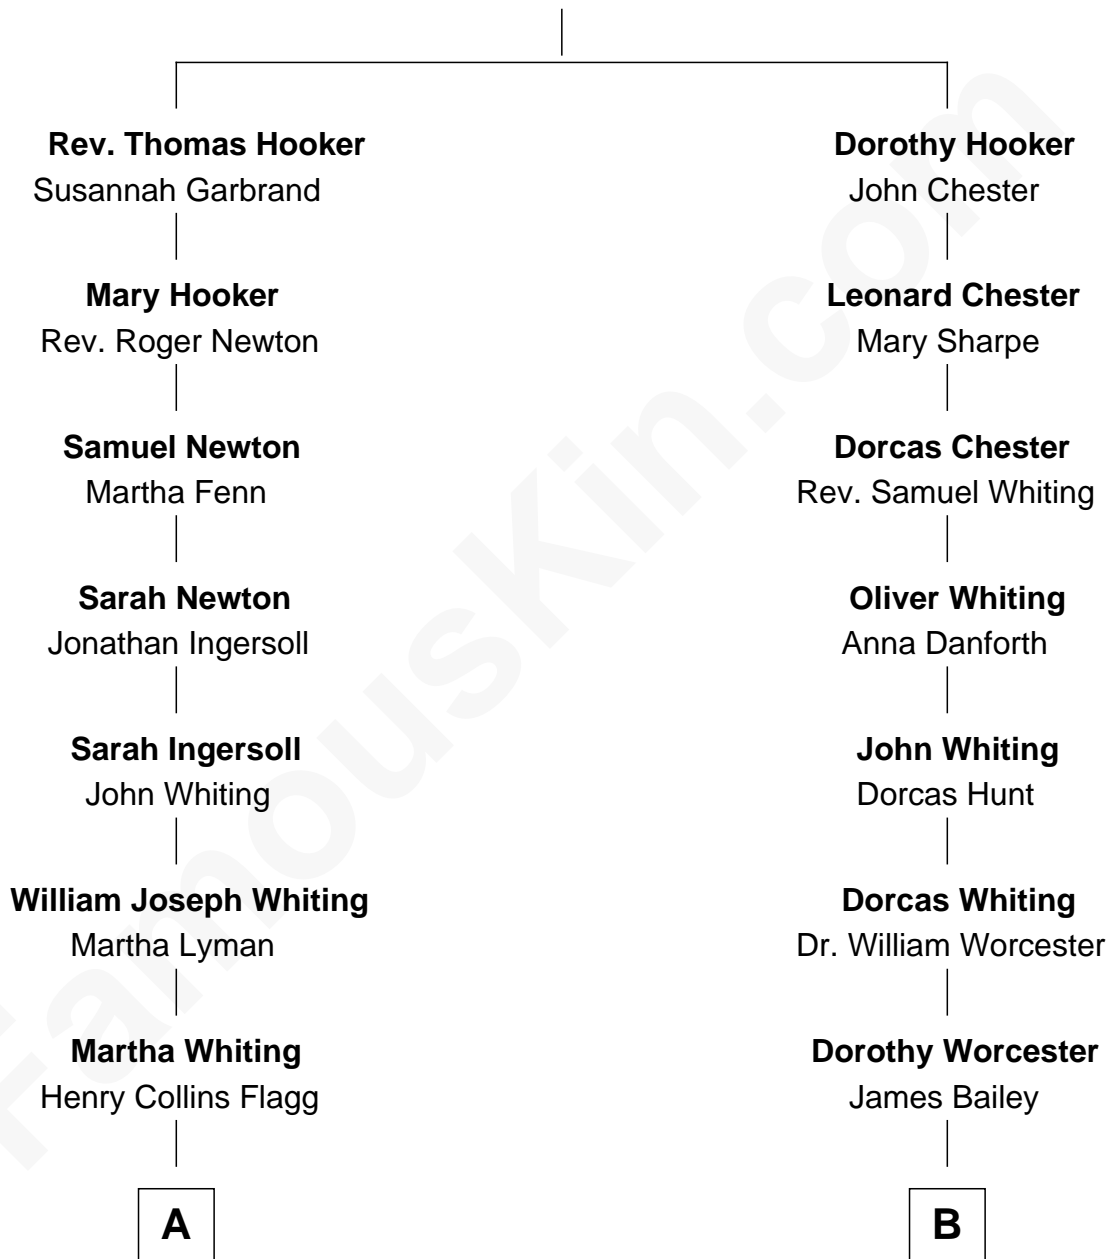 Rev. Thomas Hooker
Susannah Garbrand
Mary Hooker
Rev. Roger Newton
Samuel Newton
Martha Fenn
Sarah Newton
Jonathan Ingersoll
Sarah Ingersoll
John Whiting
William Joseph Whiting
Martha Lyman
Martha Whiting
Henry Collins Flagg
A
Dorothy Hooker
John Chester
Leonard Chester
Mary Sharpe
Dorcas Chester
Rev. Samuel Whiting
Oliver Whiting
Anna Danforth
John Whiting
Dorcas Hunt
Dorcas Whiting
Dr. William Worcester
Dorothy Worcester
James Bailey
B
FamousKin.com